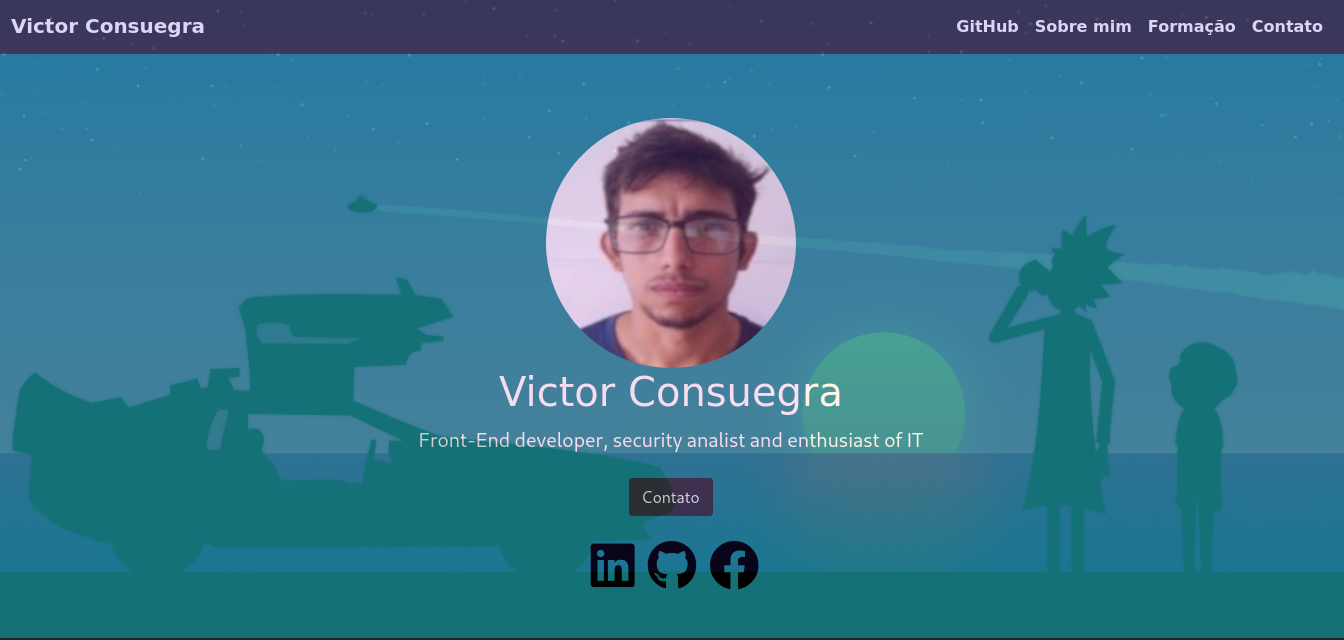 Victor Consuegra
GitHub Sobre mim Formação Contato
Victor Consuegra
Front-End developer, security analist and enthusiast of IT
Contato
in